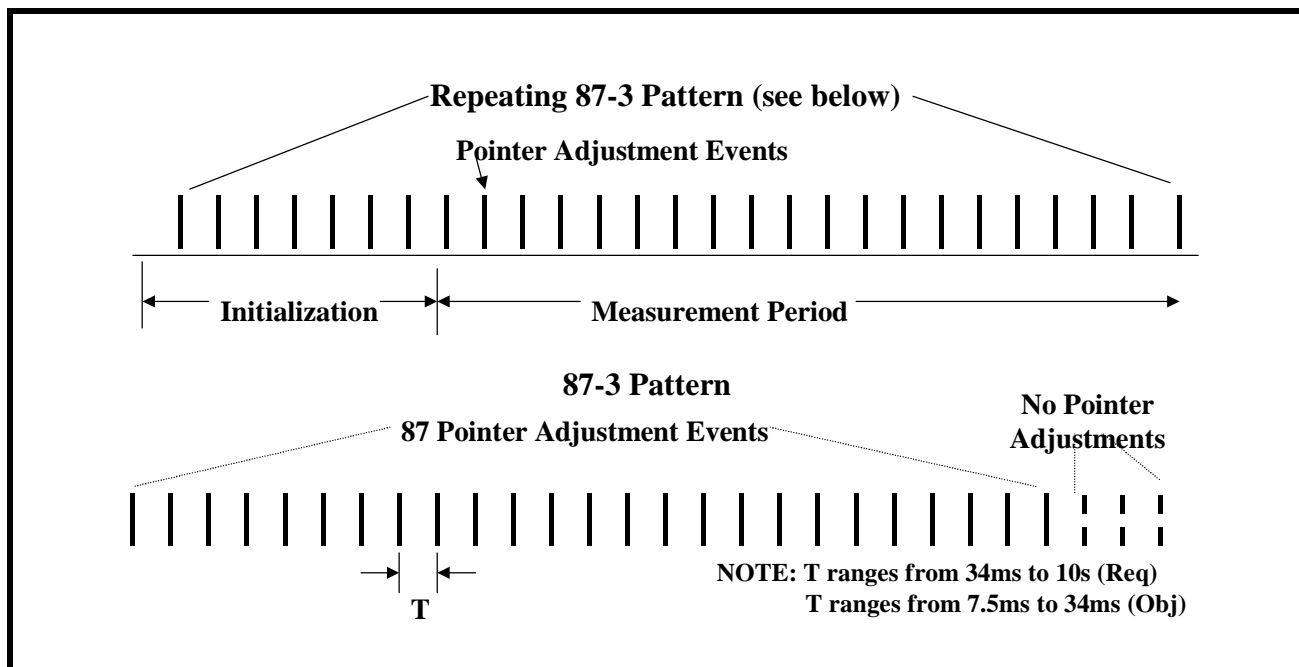 Repeating 87-3 Pattern (see below)
Pointer Adjustment Events
Initialization
Measurement Period
87-3 Pattern
No Pointer
Adjustments
87 Pointer Adjustment Events
T
NOTE: T ranges from 34ms to 10s (Req)
T ranges from 7.5ms to 34ms (Obj)